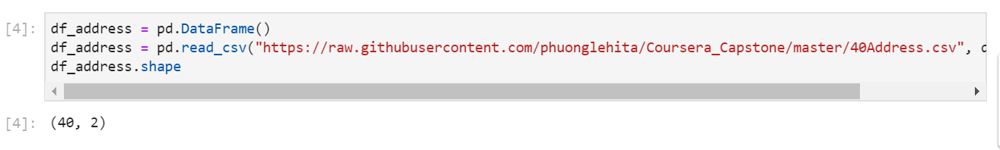 [4]: df_address = pd.DataFrame()
df_address = pd.read_csv("https://raw.githubusercontent.com/phuonglehita/Coursera_Capstone/master/40Address.csv",
df_address.shape
[4]: (40, 2)